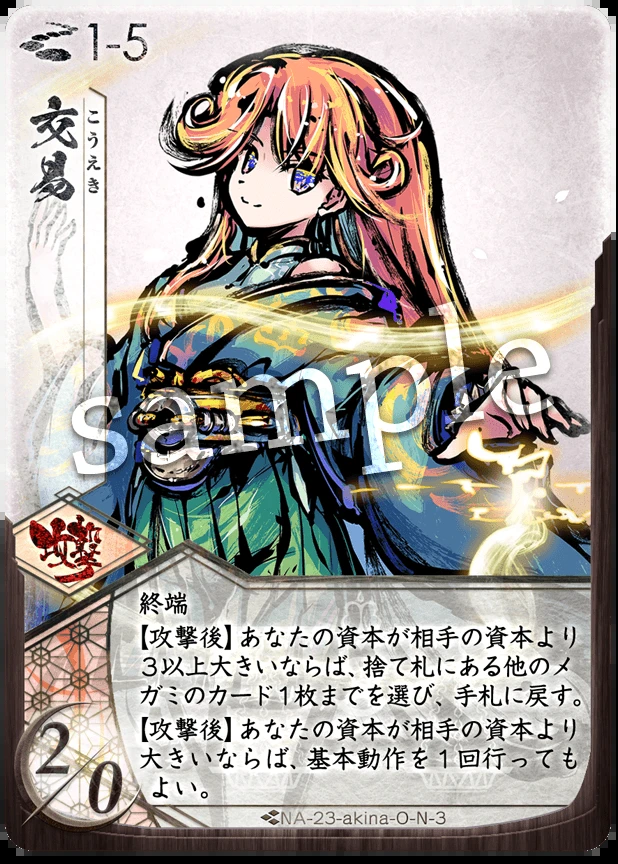 1-5
交易
こうえき
sample
攻撃
終端
【攻撃後】あなたの資本が相手の資本より
3以上大きいならば、捨て札にある他のメ
ガミのカード1枚までを選び、手札に戻す。
【攻撃後】あなたの資本が相手の資本より
大きいならば、基本動作を1回行っても
よい。
2/0
NA-23-akina-O-N-3